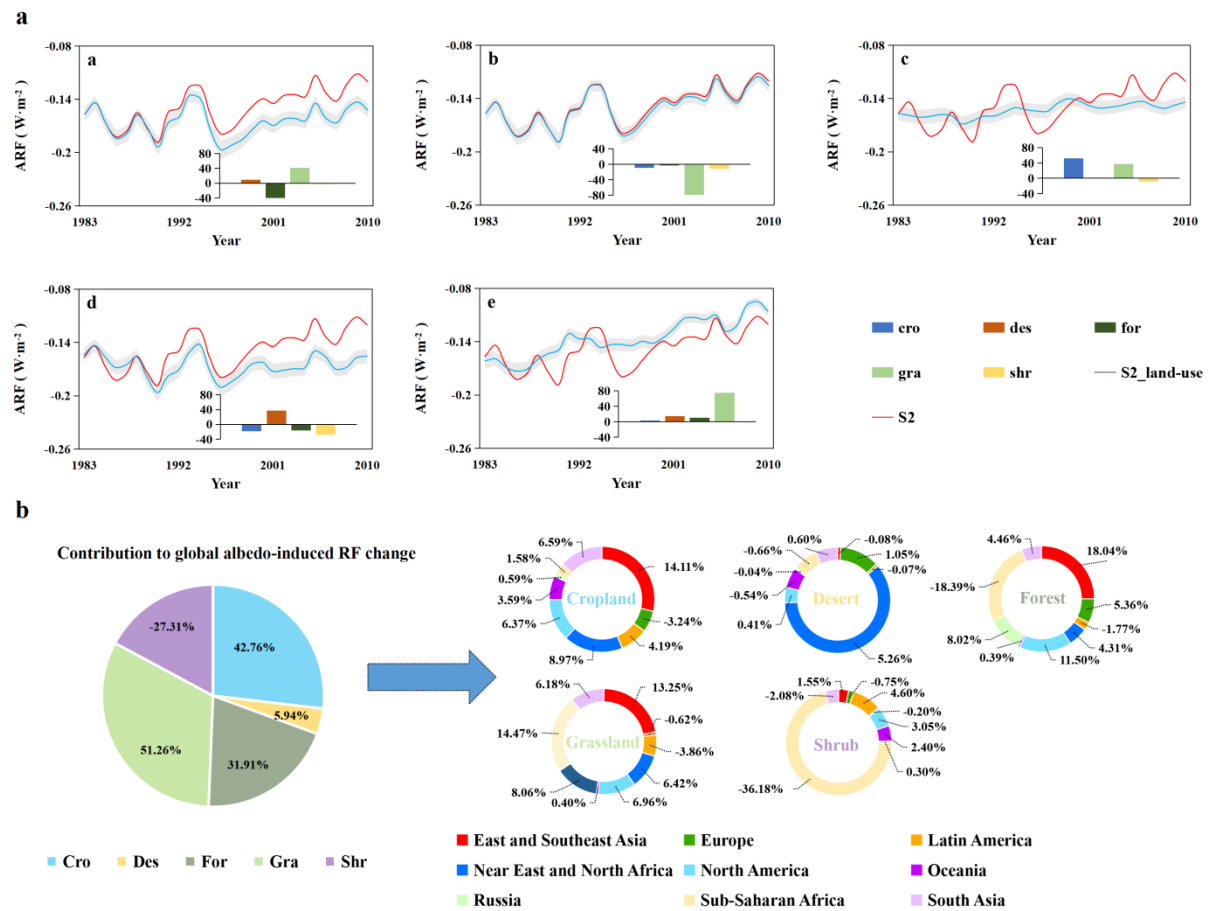 a
-0.08
-0.14
-0.2
-0.26
ARF ( W·m⁻²)
a
80
40
0
-40
1983
1992
2001
2010
Year
-0.08
-0.14
-0.2
-0.26
ARF ( W·m⁻²)
b
40
0
-40
-80
1983
1992
2001
2010
Year
-0.08
-0.14
-0.2
-0.26
ARF ( W·m⁻²)
c
80
40
0
-40
1983
1992
2001
2010
Year
-0.08
-0.14
-0.2
-0.26
ARF ( W·m⁻²)
d
80
40
0
-40
1983
1992
2001
2010
Year
-0.08
-0.14
-0.2
-0.26
ARF ( W·m⁻²)
e
80
40
0
-40
1983
1992
2001
2010
Year
cro
des
for
gra
shr
S2_land-use
S2
b
Contribution to global albedo-induced RF change
-27.31%
42.76%
5.94%
51.26%
31.91%
Cro
Des
For
Gra
Shr
Cropland
6.59%
1.58%
0.59%
3.59%
6.37%
8.97%
14.11%
-3.24%
4.19%
Desert
0.60%
-0.66%
-0.04%
-0.54%
0.41%
-0.08%
1.05%
-0.07%
5.26%
Forest
4.46%
-18.39%
8.02%
0.39%
18.04%
5.36%
-1.77%
4.31%
11.50%
Grassland
6.18%
14.47%
8.06%
0.40%
13.25%
-0.62%
-3.86%
6.42%
6.96%
Shrub
1.55%
-2.08%
-36.18%
-0.75%
4.60%
-0.20%
3.05%
2.40%
0.30%
East and Southeast Asia
Europe
Latin America
Near East and North Africa
North America
Oceania
Russia
Sub-Saharan Africa
South Asia